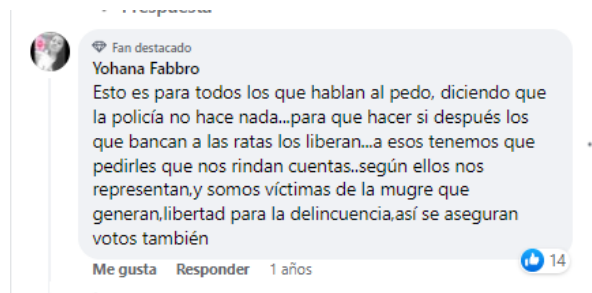 1 respuesta
Fan destacado
Yohana Fabbro
Esto es para todos los que hablan al pedo, diciendo que
la policía no hace nada...para que hacer si después los
que bancan a las ratas los liberan...a esos tenemos que
pedirles que nos rindan cuentas..según ellos nos
representan,y somos víctimas de la mugre que
generan,libertad para la delincuencia,así se aseguran
votos también
14
Me gusta Responder 1 años